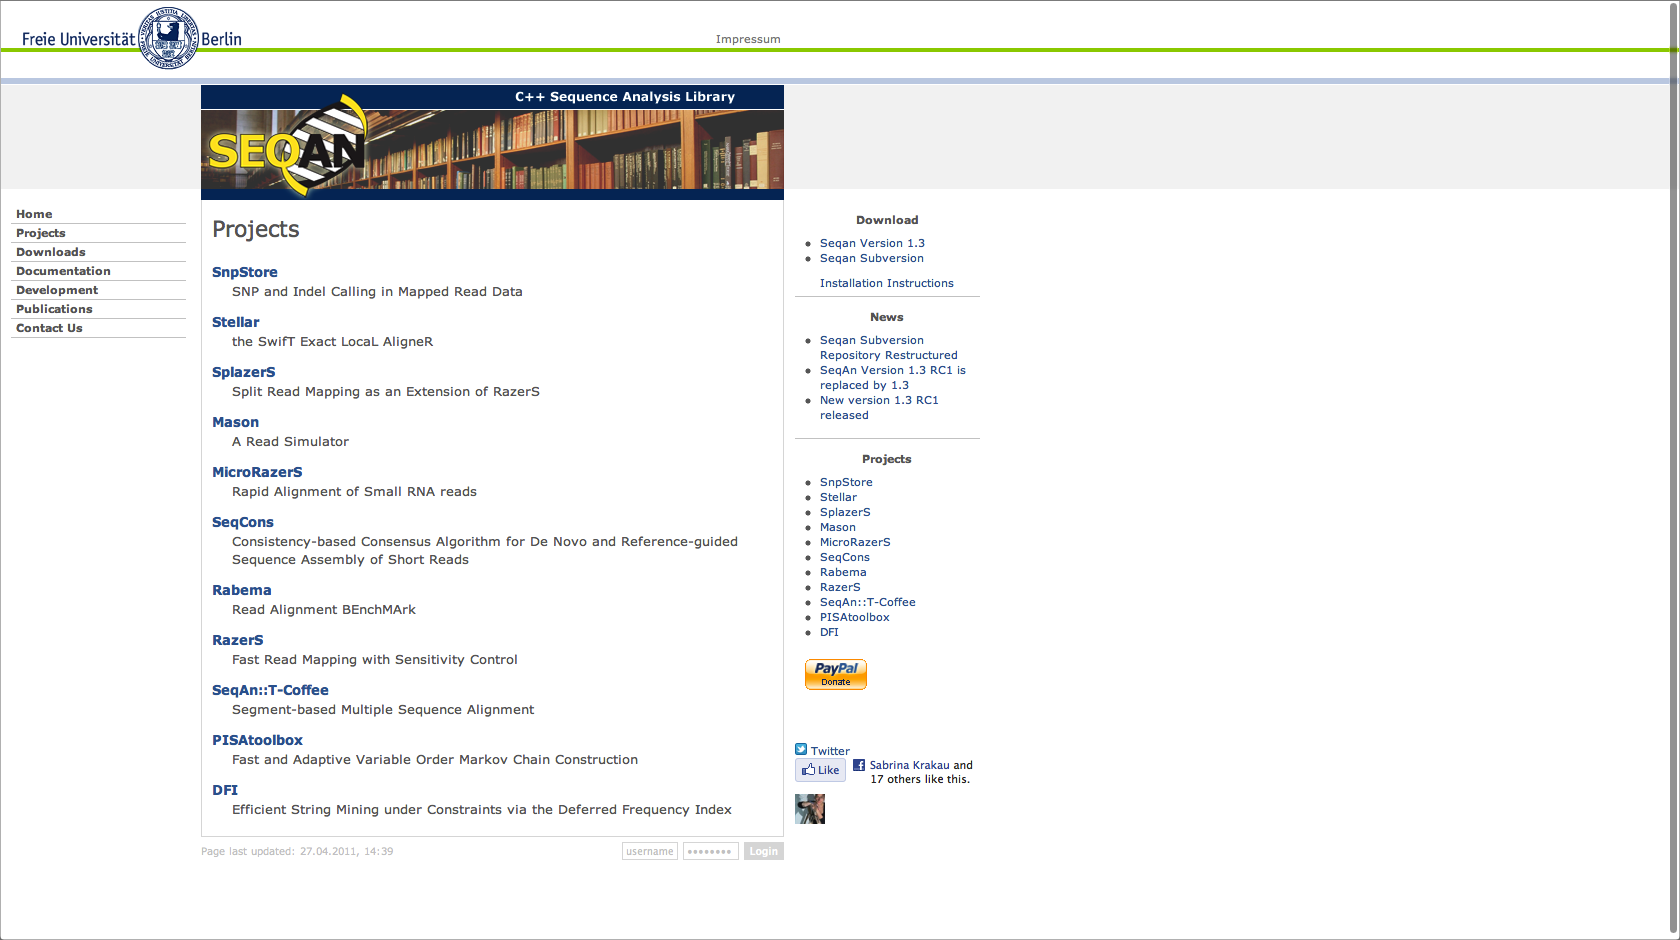 Freie Universität Berlin
Impressum
C++ Sequence Analysis Library
SEQAN
Home
Projects
Downloads
Documentation
Development
Publications
Contact Us
Projects
SnpStore
SNP and Indel Calling in Mapped Read Data
Stellar
the SwifT Exact LocaL AligneR
SplazerS
Split Read Mapping as an Extension of RazerS
Mason
A Read Simulator
MicroRazerS
Rapid Alignment of Small RNA reads
SeqCons
Consistency-based Consensus Algorithm for De Novo and Reference-guided
Sequence Assembly of Short Reads
Rabema
Read Alignment BEnchMArk
RazerS
Fast Read Mapping with Sensitivity Control
SeqAn::T-Coffee
Segment-based Multiple Sequence Alignment
PISAtoolbox
Fast and Adaptive Variable Order Markov Chain Construction
DFI
Efficient String Mining under Constraints via the Deferred Frequency Index
Page last updated: 27.04.2011, 14:39
username •••••••• Login
Download
Seqan Version 1.3
Seqan Subversion
Installation Instructions
News
Seqan Subversion
Repository Restructured
SeqAn Version 1.3 RC1 is
replaced by 1.3
New version 1.3 RC1
released
Projects
SnpStore
Stellar
SplazerS
Mason
MicroRazerS
SeqCons
Rabema
RazerS
SeqAn::T-Coffee
PISAtoolbox
DFI
PayPal
Donate
Twitter
Like
Sabrina Krakau and
17 others like this.